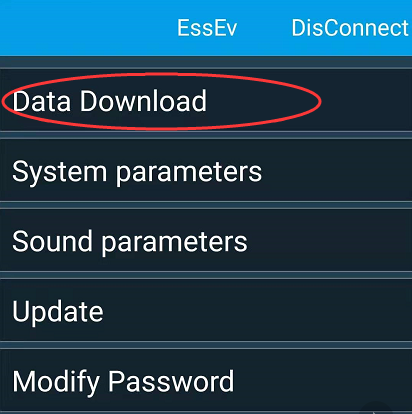 EssEv DisConnect
Data Download
System parameters
Sound parameters
Update
Modify Password